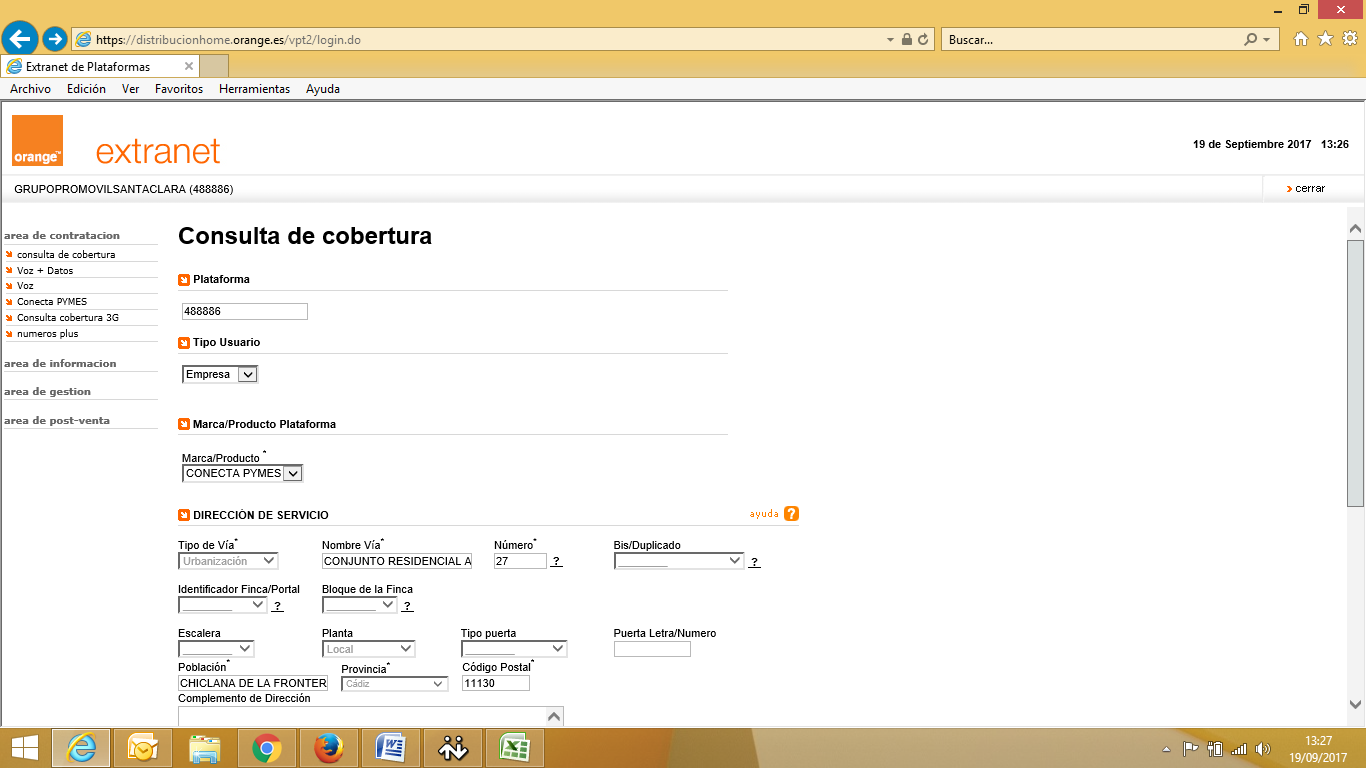 https://distribucionhome.orange.es/vpt2/login.do
Buscar...
Extranet de Plataformas
Archivo Edición Ver Favoritos Herramientas Ayuda
orange™
extranet
19 de Septiembre 2017 13:26
GRUPOPROMOVILSANTACLARA (488886)
cerrar
area de contratacion
consulta de cobertura
Voz + Datos
Voz
Conecta PYMES
Consulta cobertura 3G
numeros plus
area de informacion
area de gestion
area de post-venta
Consulta de cobertura
Plataforma
488886
Tipo Usuario
Empresa
Marca/Producto Plataforma
Marca/Producto *
CONECTA PYMES
DIRECCIÓN DE SERVICIO
ayuda ?
Tipo de Vía* Nombre Vía* Número* Bis/Duplicado
Urbanización CONJUNTO RESIDENCIAL A 27 ? ________ ?
Identificador Finca/Portal Bloque de la Finca
________ ? ________ ?
Escalera Planta Tipo puerta Puerta Letra/Numero
________ Local ________
Población* Provincia* Código Postal*
CHICLANA DE LA FRONTER Cádiz 11130
Complemento de Dirección
13:27
19/09/2017